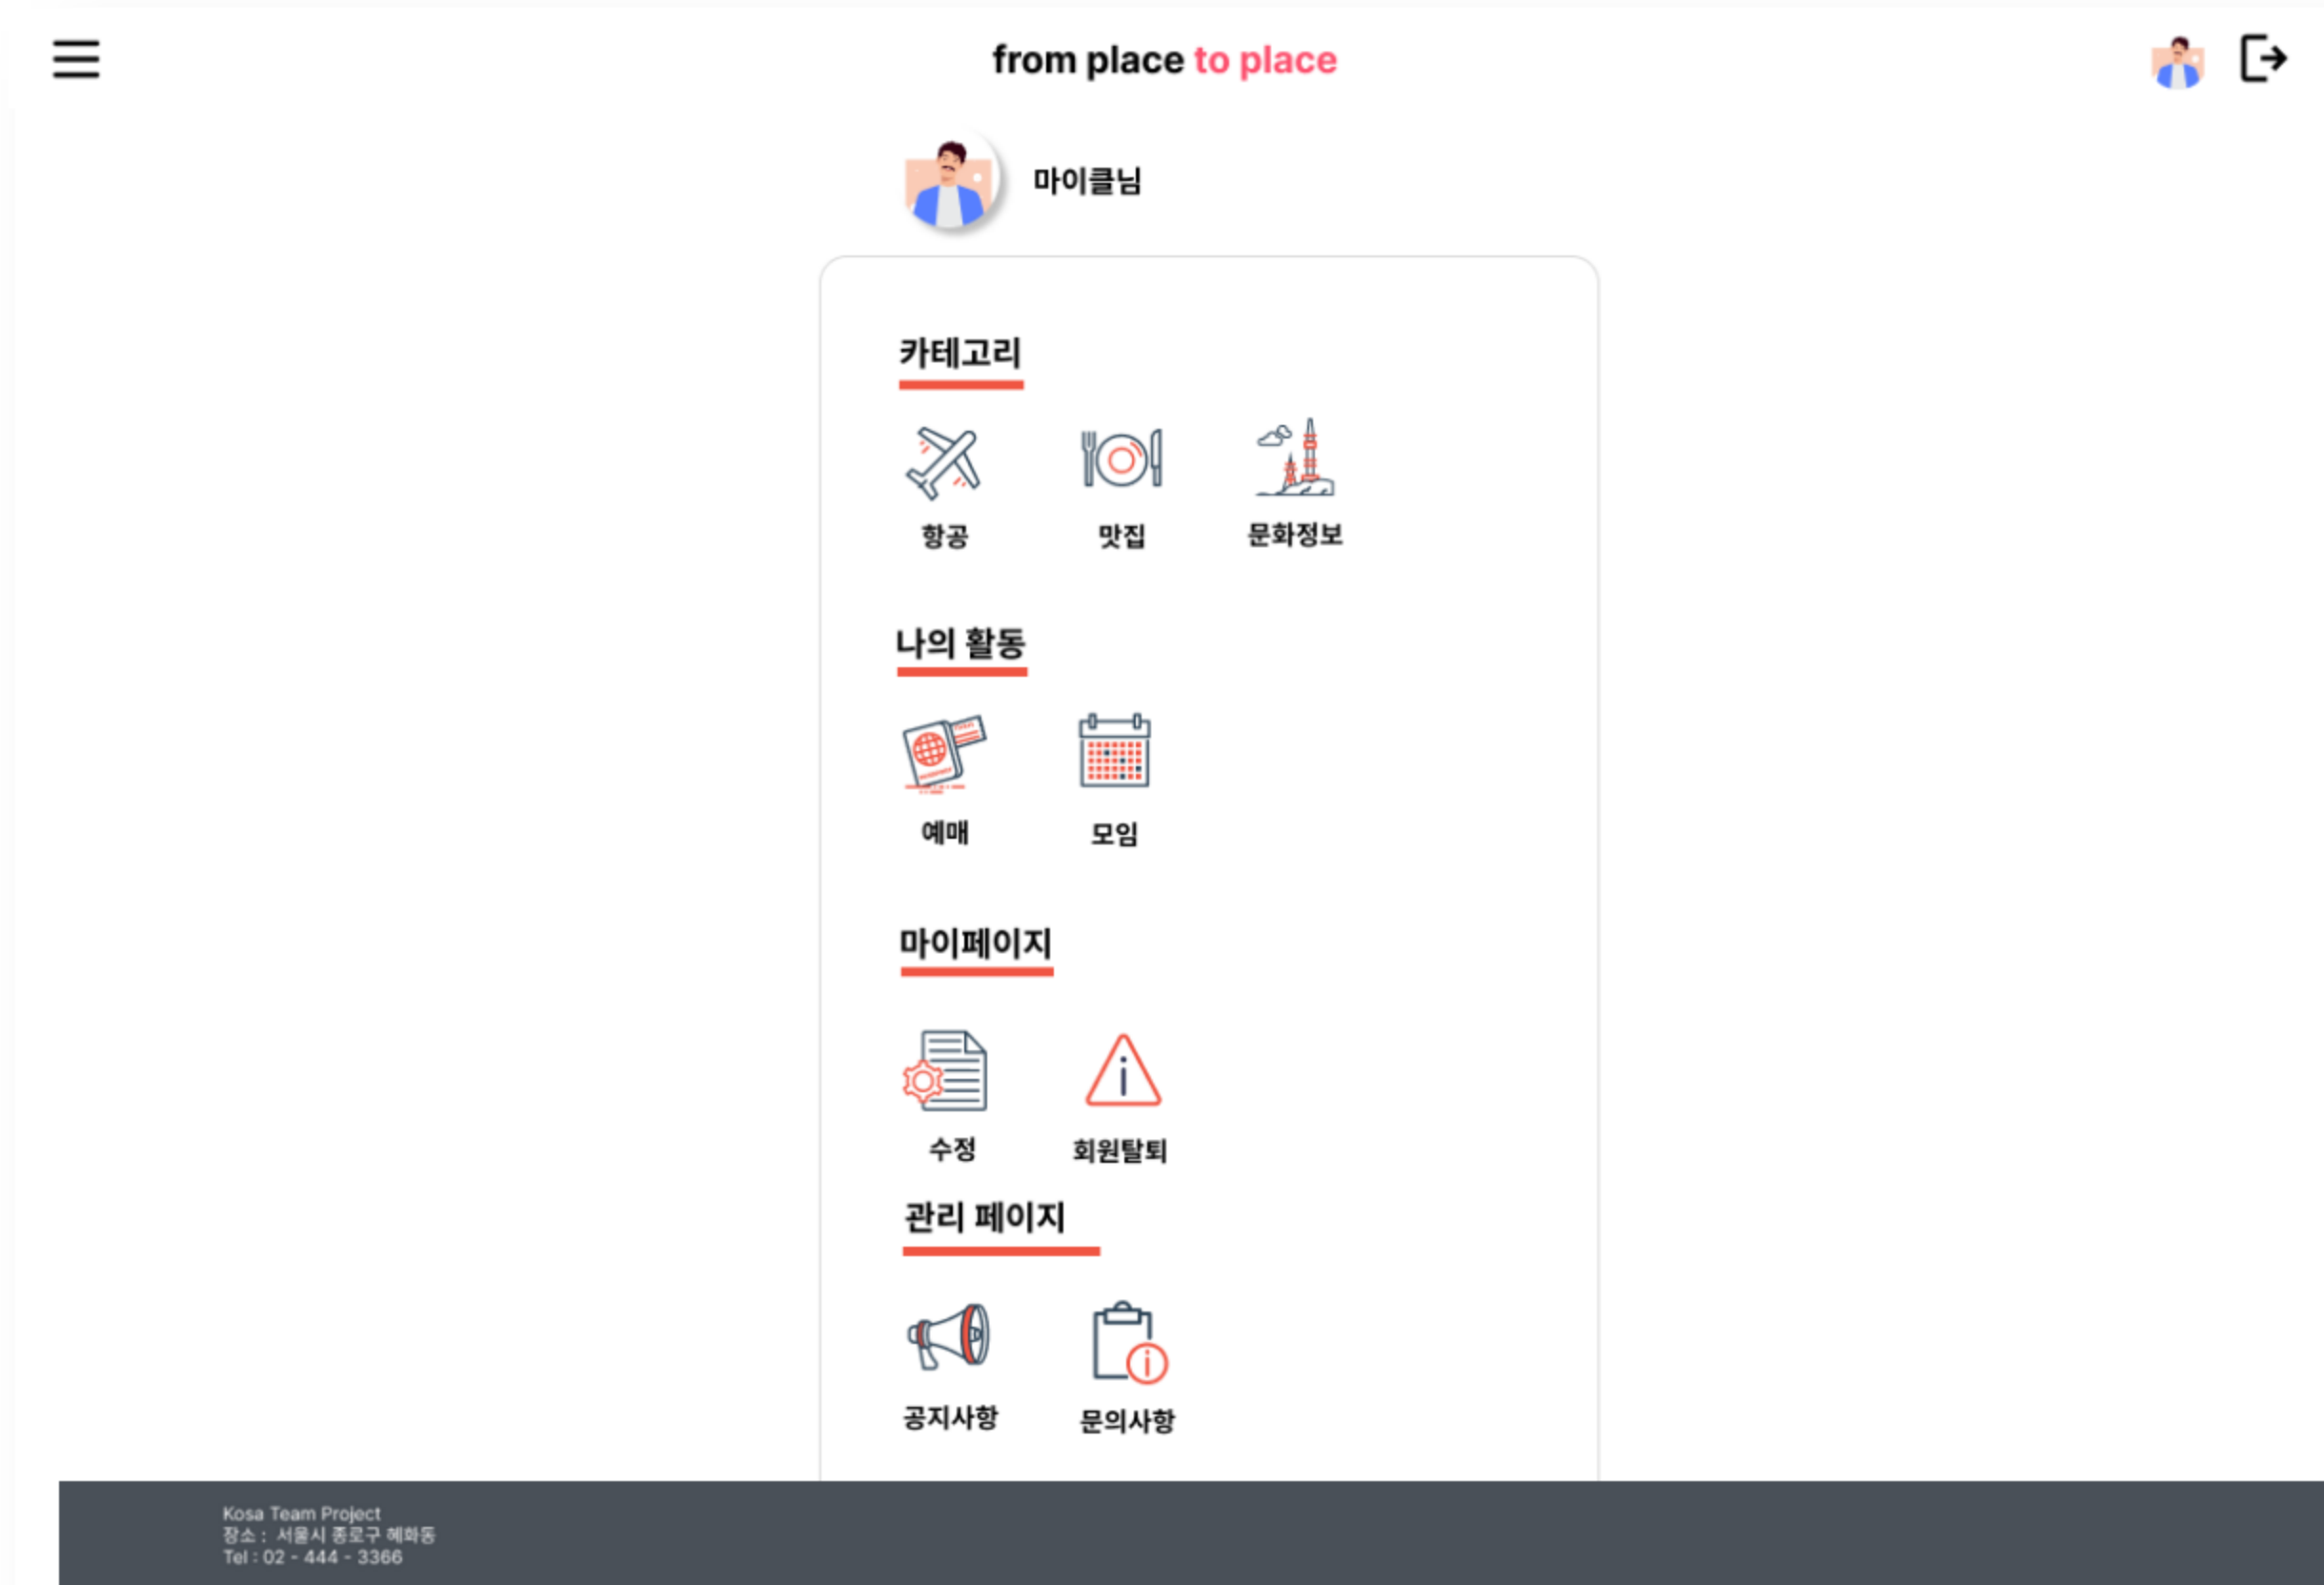 from place to place
마이클님
카테고리
항공 맛집 문화정보
나의 활동
예매 모임
마이페이지
수정 회원탈퇴
관리 페이지
공지사항 문의사항
Kosa Team Project
장소 : 서울시 종로구 혜화동
Tel : 02 - 444 - 3366